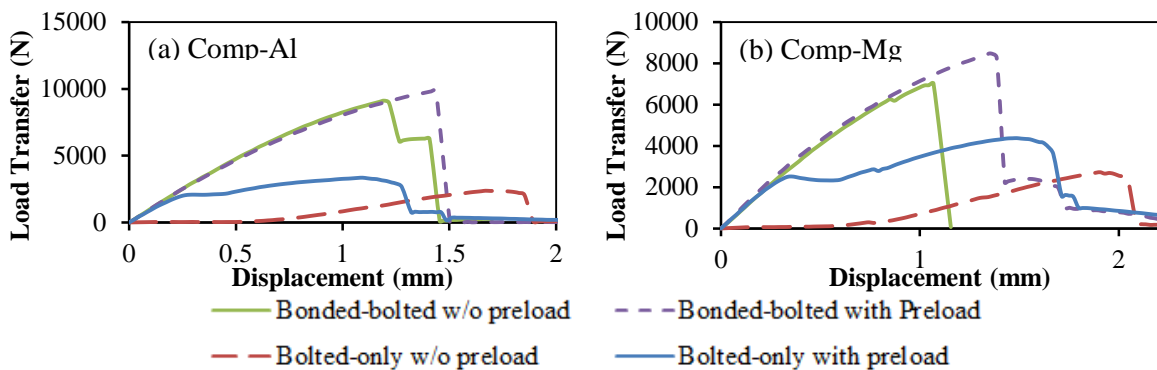 (a) Comp-Al
Load Transfer (N)
15000
10000
5000
0
0
0.5
1
1.5
2
Displacement (mm)
(b) Comp-Mg
Load Transfer (N)
10000
8000
6000
4000
2000
0
0
1
2
Displacement (mm)
Bonded-bolted w/o preload
Bonded-bolted with Preload
Bolted-only w/o preload
Bolted-only with preload